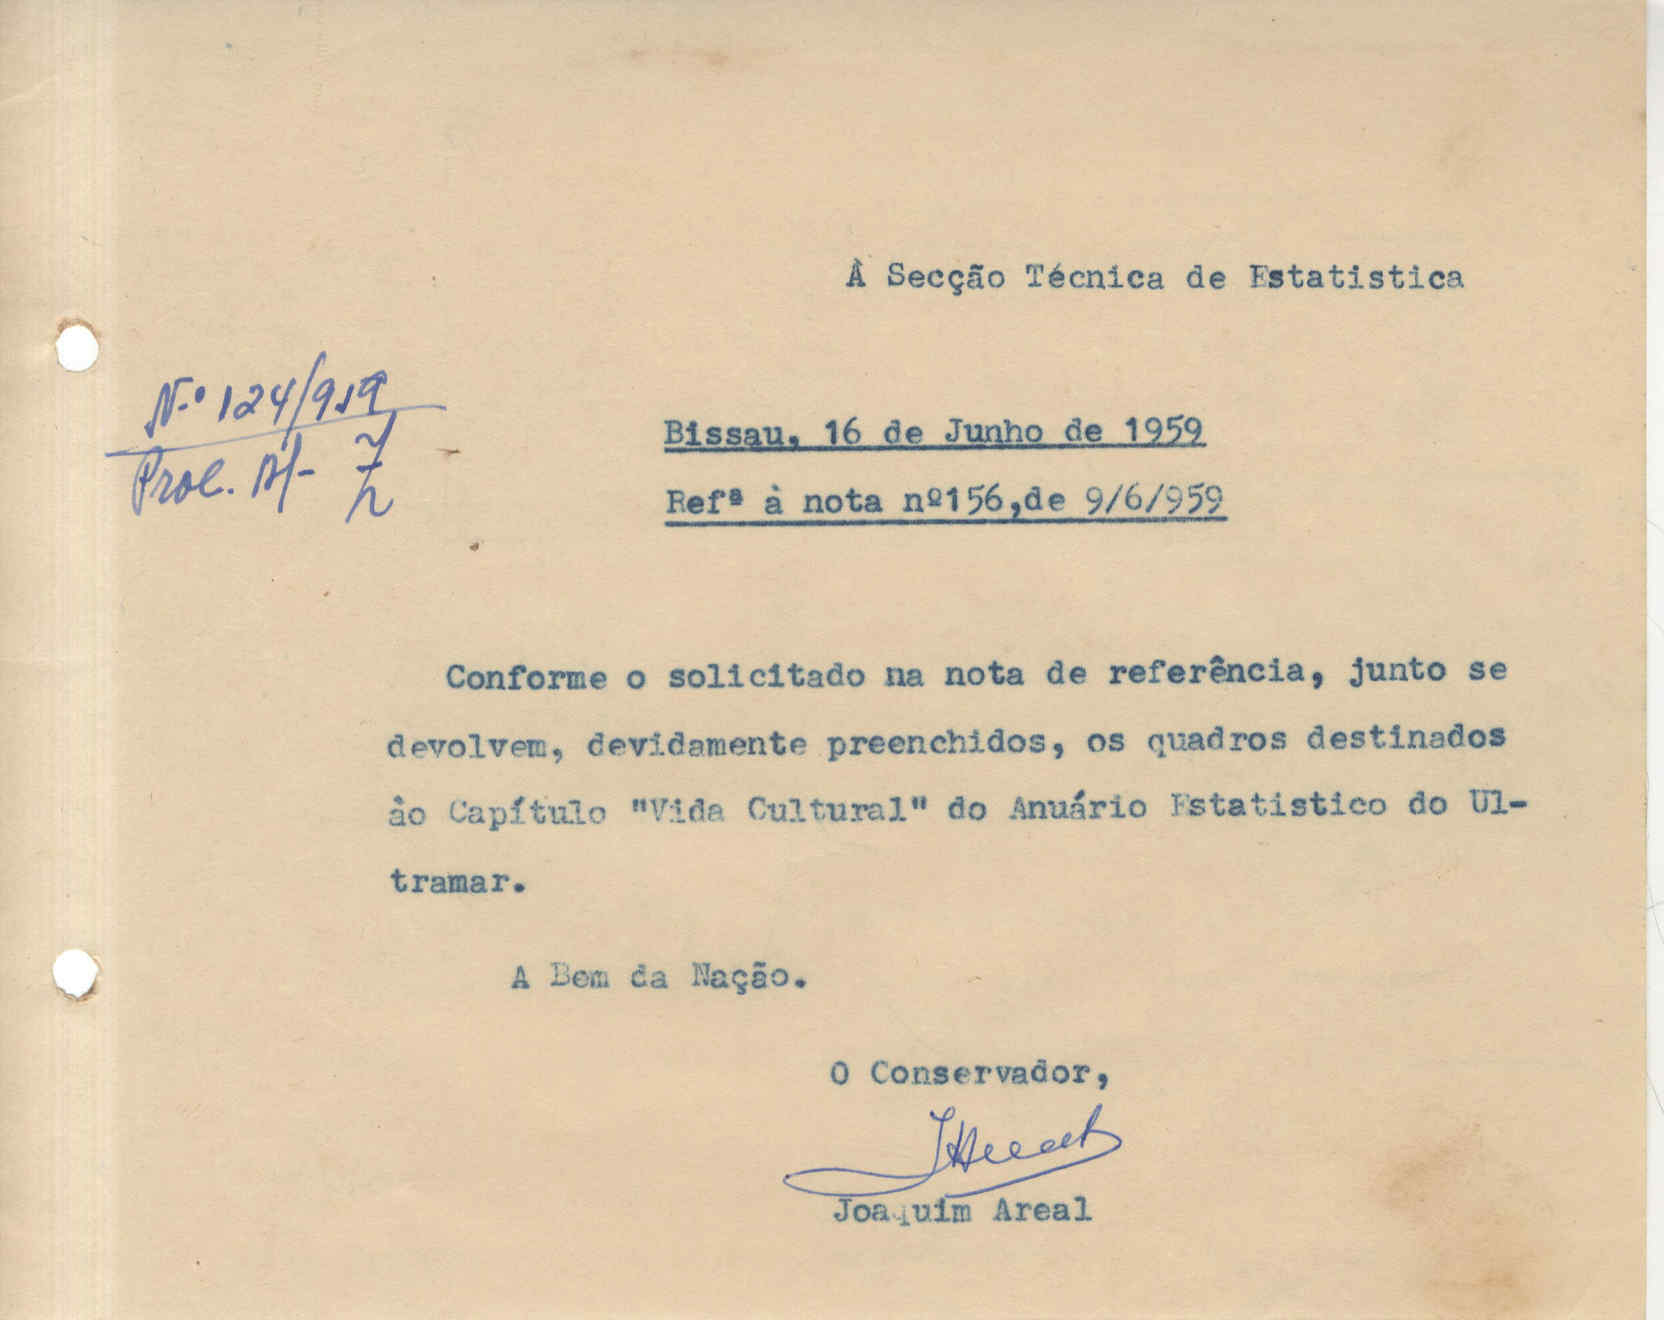 À Secção Técnica de Estatistica
Nº 124/959
Proc. A/- 7
Bissau, 16 de Junho de 1959
Refª à nota nº156,de 9/6/959
Conforme o solicitado na nota de referência, junto se
devolvem, devidamente preenchidos, os quadros destinados
ào Capítulo "Vida Cultural" do Anuário Estatistico do Ul-
tramar.
A Bem da Nação.
O Conservador,
Joaquim Areal